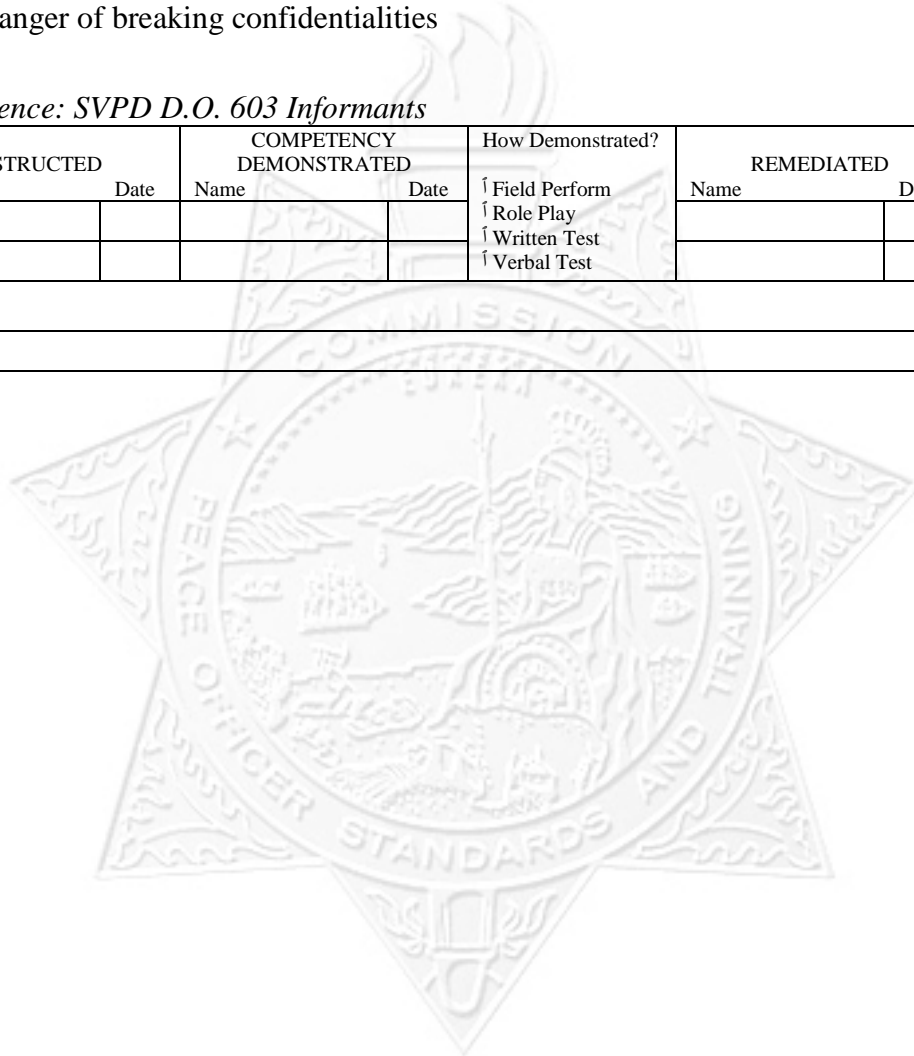 anger of breaking confidentialities
ence: SVPD D.O. 603 Informants
STRUCTED
Date
COMPETENCY
DEMONSTRATED
Name Date
How Demonstrated?
Field Perform
Role Play
Written Test
Verbal Test
REMEDIATED
Name D
COMMISSION
EUREKA
PEACE OFFICER STANDARDS AND TRAINING